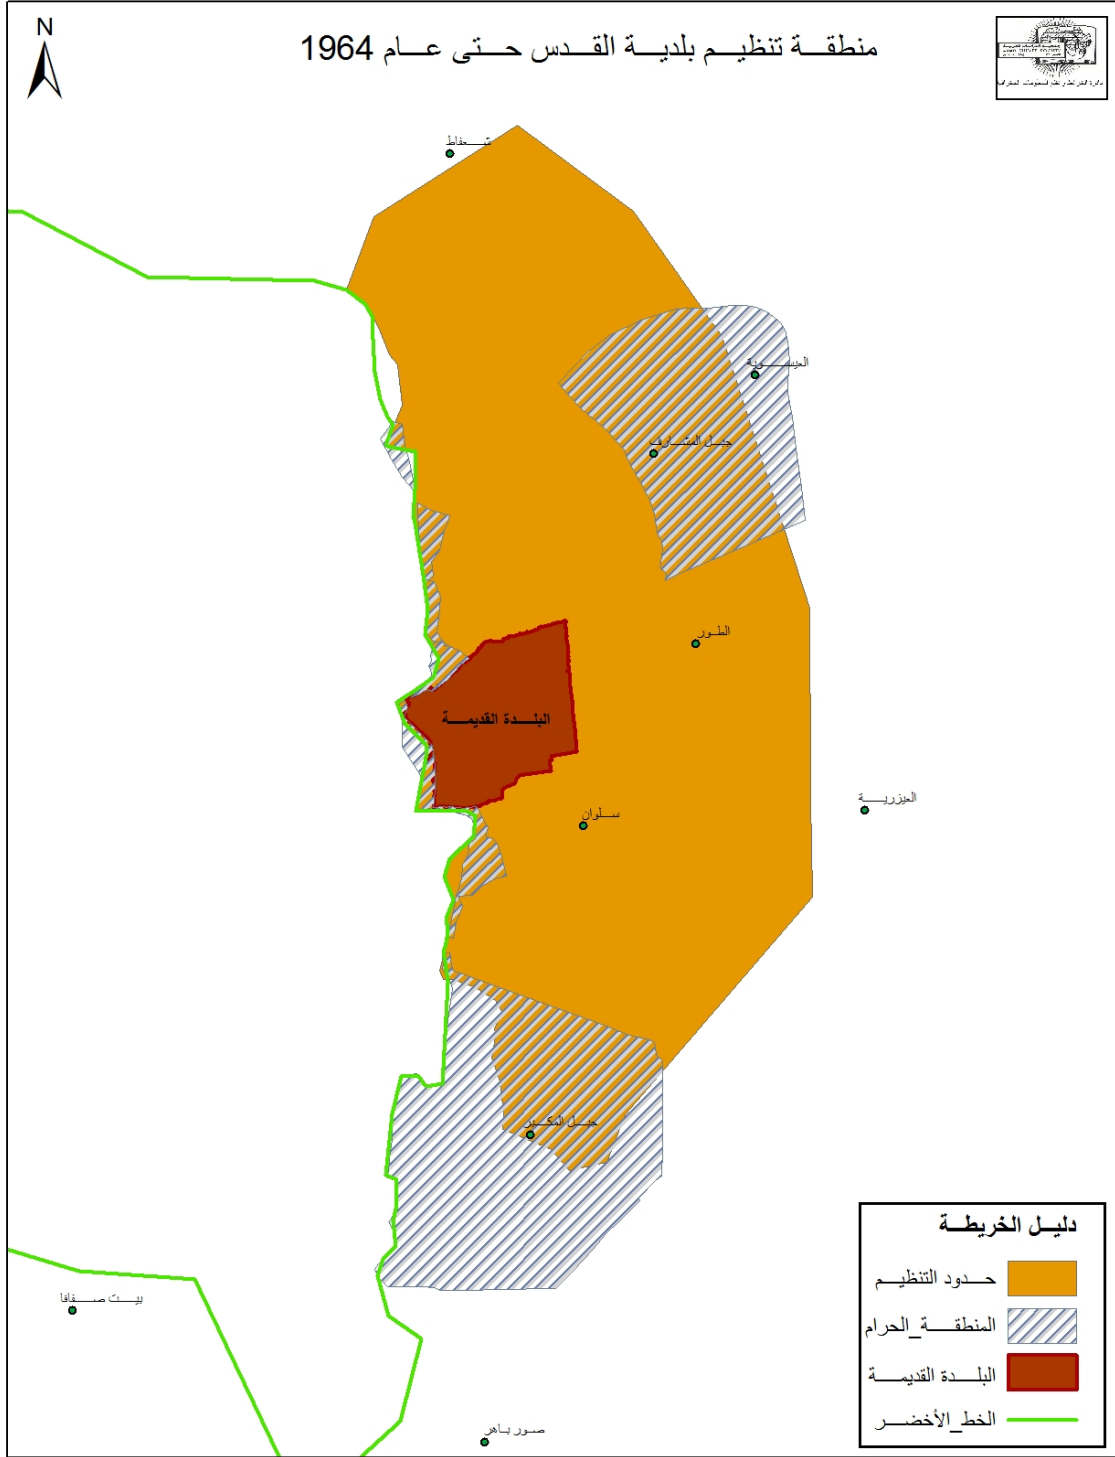 N
منطقة تنظيم بلدية القدس حتى عام 1964
شعفاط
العيسوية
جبل المشارف
الطور
البلدة القديمة
العيزرية
سلوان
جبل المكبر
بيت صفافا
صور باهر
دليل الخريطة
حدود التنظيم
المنطقة_الحرام
البلدة القديمة
الخط_الأخضر